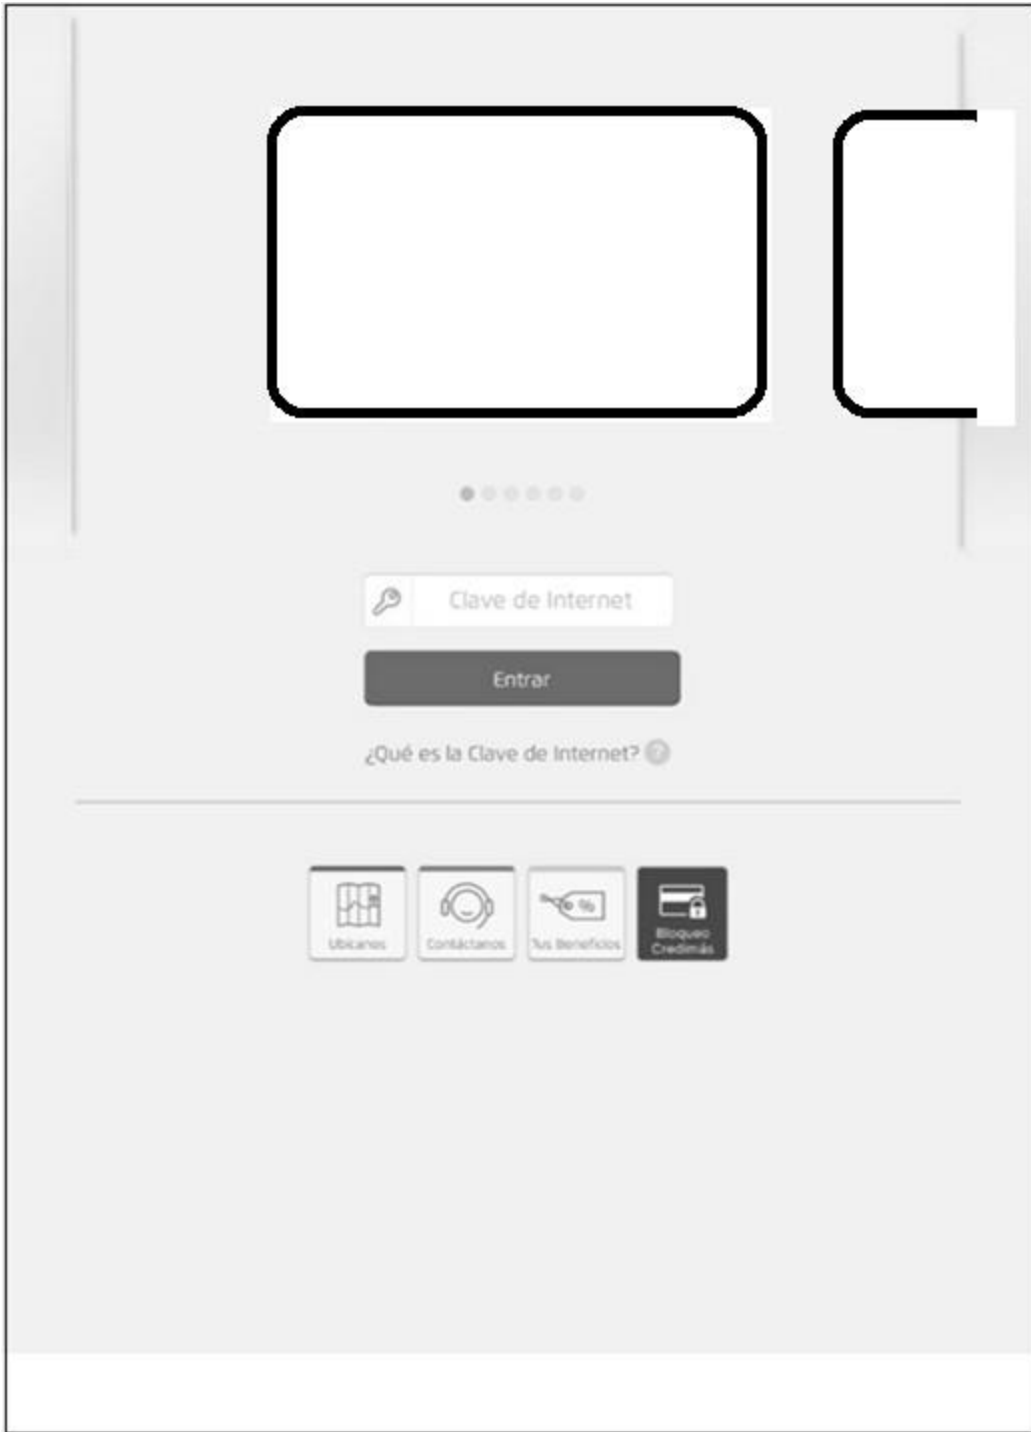 Clave de Internet
Entrar
¿Qué es la Clave de Internet? ?
Ubícanos
Contáctanos
Tus Beneficios
%
Bloqueo
Credimás